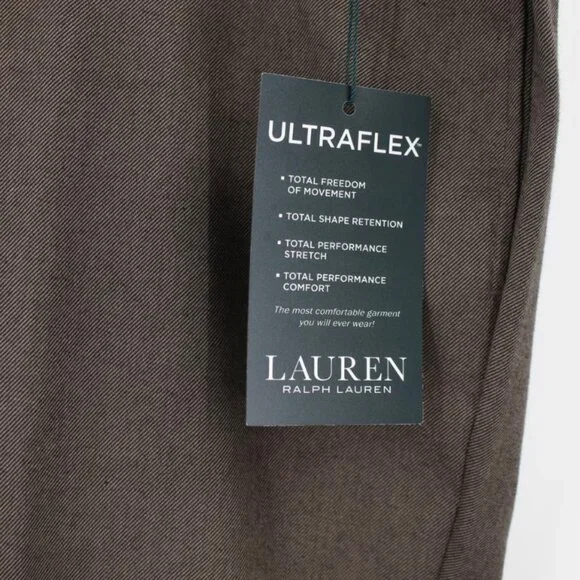 ULTRAFLEX™
▪ TOTAL FREEDOM
OF MOVEMENT
▪ TOTAL SHAPE RETENTION
▪ TOTAL PERFORMANCE
STRETCH
▪ TOTAL PERFORMANCE
COMFORT
The most comfortable garment
you will ever wear!
LAUREN
RALPH LAUREN